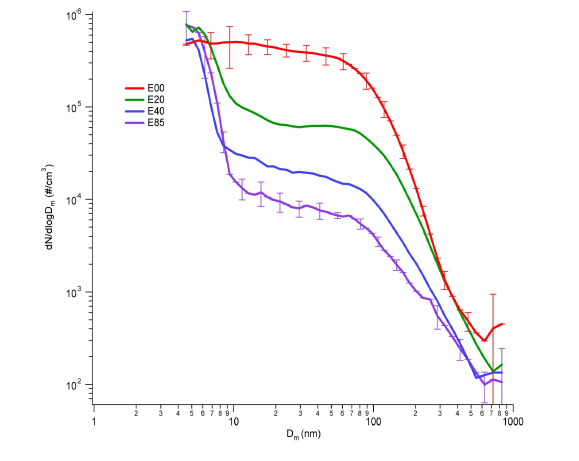 10^6
10^5
10^4
10^3
10^2
dN/dlogD_m (#/cm^3)
E00
E20
E40
E85
1 2 3 4 5 6 7 8 9 10 2 3 4 5 6 7 8 9 100 2 3 4 5 6 7 8 9 1000
D_m (nm)